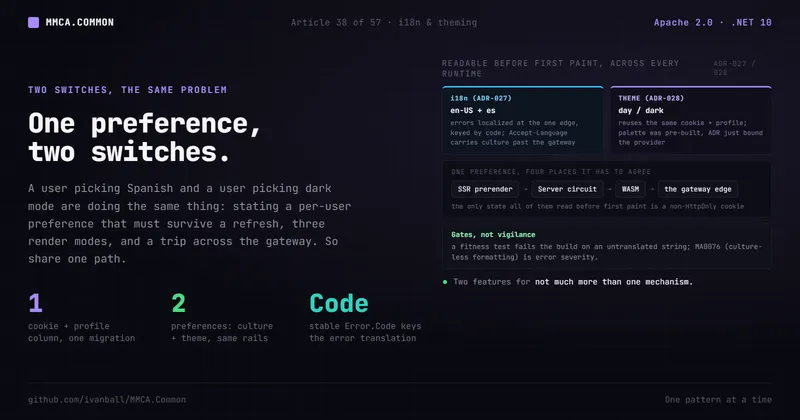 MMCA.COMMON
Article 38 of 57 · i18n & theming
Apache 2.0 · .NET 10
TWO SWITCHES, THE SAME PROBLEM
One preference,
two switches.
A user picking Spanish and a user picking dark
mode are doing the same thing: stating a per-user
preference that must survive a refresh, three
render modes, and a trip across the gateway. So
share one path.
1
cookie + profile
column, one migration
2
preferences: culture
+ theme, same rails
Code
stable Error.Code keys
the error translation
READABLE BEFORE FIRST PAINT, ACROSS EVERY
RUNTIME
ADR-027 /
028
i18n (ADR-027)
en-US + es
errors localized at the one edge,
keyed by code; Accept-Language
carries culture past the gateway
THEME (ADR-028)
day / dark
reuses the same cookie + profile;
palette was pre-built, ADR just bound
the provider
ONE PREFERENCE, FOUR PLACES IT HAS TO AGREE
SSR prerender → Server circuit → WASM → the gateway edge
the only state all of them read before first paint is a non-HttpOnly cookie
Gates, not vigilance
a fitness test fails the build on an untranslated string; MA0076 (culture-
less formatting) is error severity.
Two features for not much more than one mechanism.
github.com/ivanball/MMCA.Common
One pattern at a time